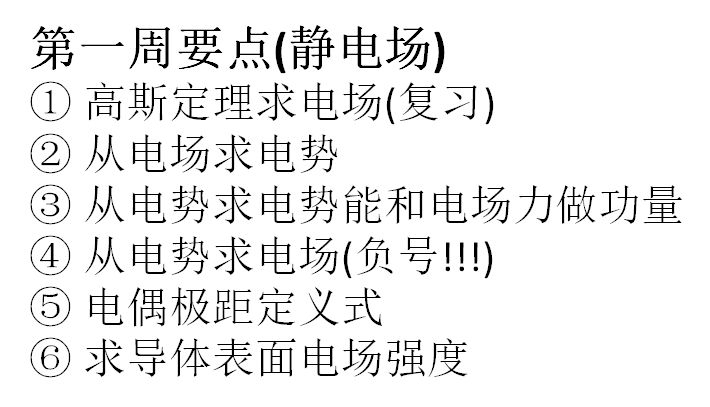 第一周要点(静电场)
① 高斯定理求电场(复习)
② 从电场求电势
③ 从电势求电势能和电场力做功量
④ 从电势求电场(负号!!!)
⑤ 电偶极距定义式
⑥ 求导体表面电场强度